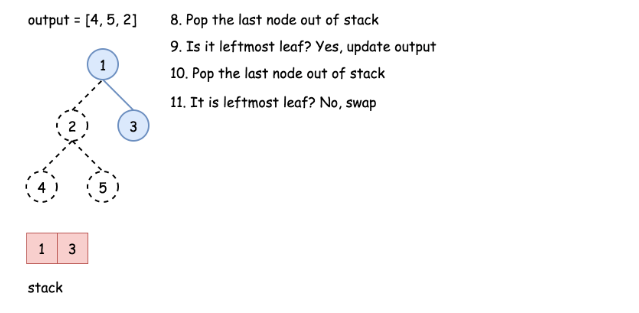 output = [4, 5, 2]
8. Pop the last node out of stack
9. Is it leftmost leaf? Yes, update output
10. Pop the last node out of stack
11. It is leftmost leaf? No, swap
1
2
3
4
5
1 3
stack